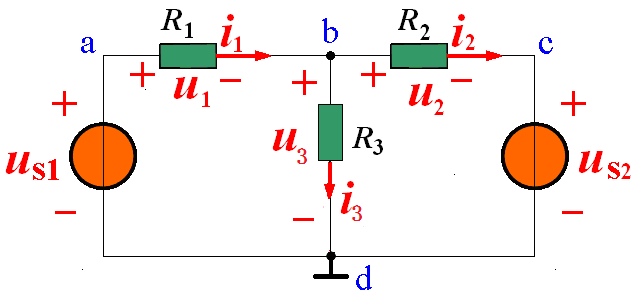 R1 i1 b R2 i2
a c
+ u1 − + + u2 −
+ +
us1 u3 R3 us2
− − i3 −
d